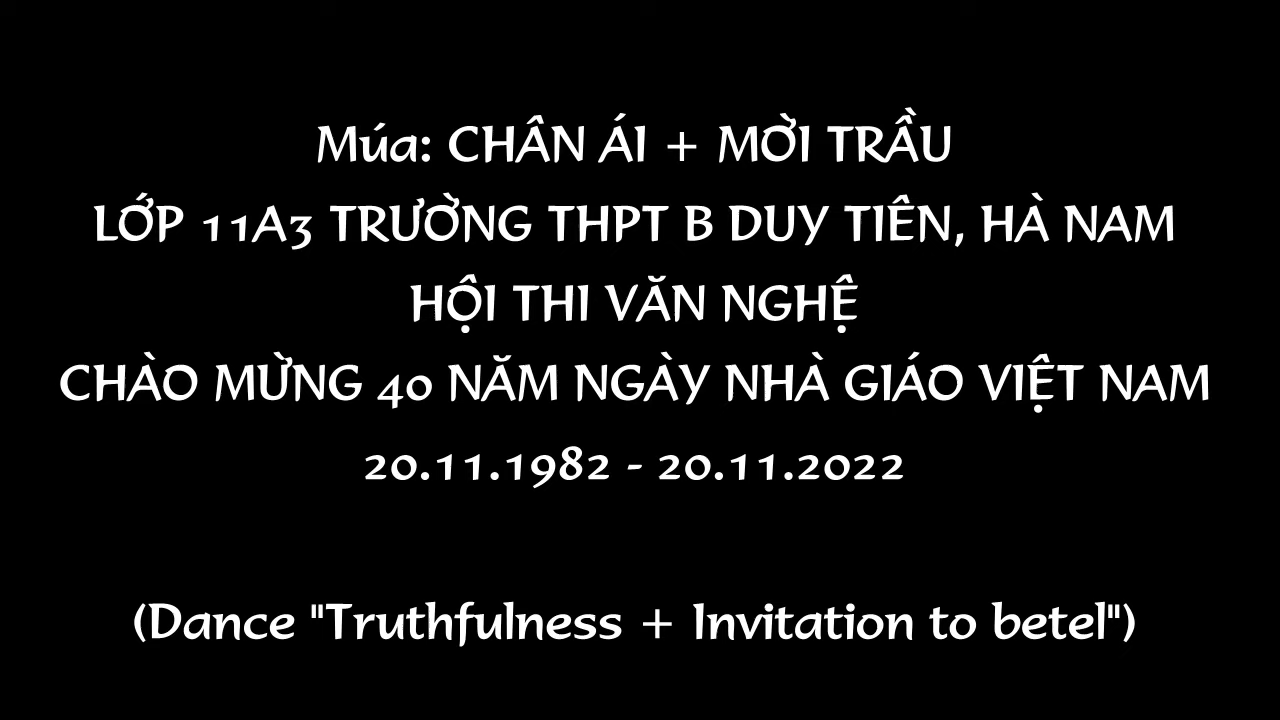 Múa: CHÂN ÁI + MỜI TRẦU
LỚP 11A3 TRƯỜNG THPT B DUY TIÊN, HÀ NAM
HỘI THI VĂN NGHỆ
CHÀO MỪNG 40 NĂM NGÀY NHÀ GIÁO VIỆT NAM
20.11.1982 - 20.11.2022
(Dance "Truthfulness + Invitation to betel")